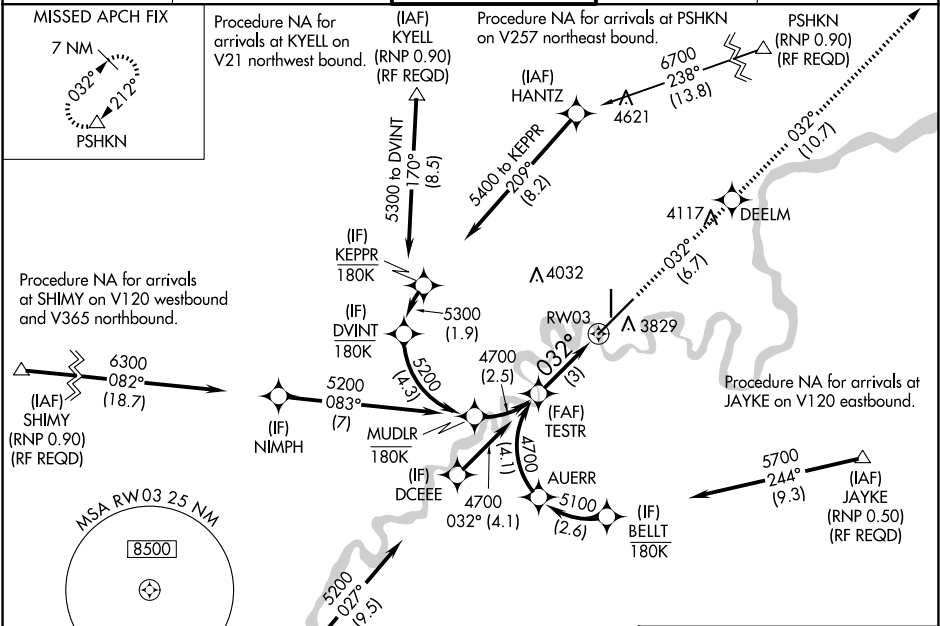 MISSED APCH FIX
7 NM
032°
212°
PSHKN
Procedure NA for
arrivals at KYELL on
V21 northwest bound.
(IAF)
KYELL
(RNP 0.90)
(RF REQD)
Procedure NA for arrivals at PSHKN
on V257 northeast bound.
PSHKN
(RNP 0.90)
(RF REQD)
6700
238°
(13.8)
(IAF)
HANTZ
4621
5300 to DVINT
170°
(8.5)
5400 to KEPPR
209°
(8.2)
032°
(10.7)
4117
DEELM
032°
(6.7)
(IF)
KEPPR
180K
4032
5300
(1.9)
(IF)
DVINT
180K
RW03
3829
Procedure NA for arrivals
at SHIMY on V120 westbound
and V365 northbound.
5200
(4.3)
4700
(2.5)
032°
(3)
6300
082°
(18.7)
(IAF)
SHIMY
(RNP 0.90)
(RF REQD)
5200
083°
(7)
(IF)
NIMPH
MUDLR
180K
(FAF)
TESTR
Procedure NA for arrivals at
JAYKE on V120 eastbound.
4700
(4.1)
(IF)
DCEEE
4700
032° (4.1)
AUERR
5100
(2.6)
(IF)
BELLT
180K
5700
244°
(9.3)
(IAF)
JAYKE
(RNP 0.50)
(RF REQD)
MSA RW03 25 NM
8500
5200
027°
(9.5)